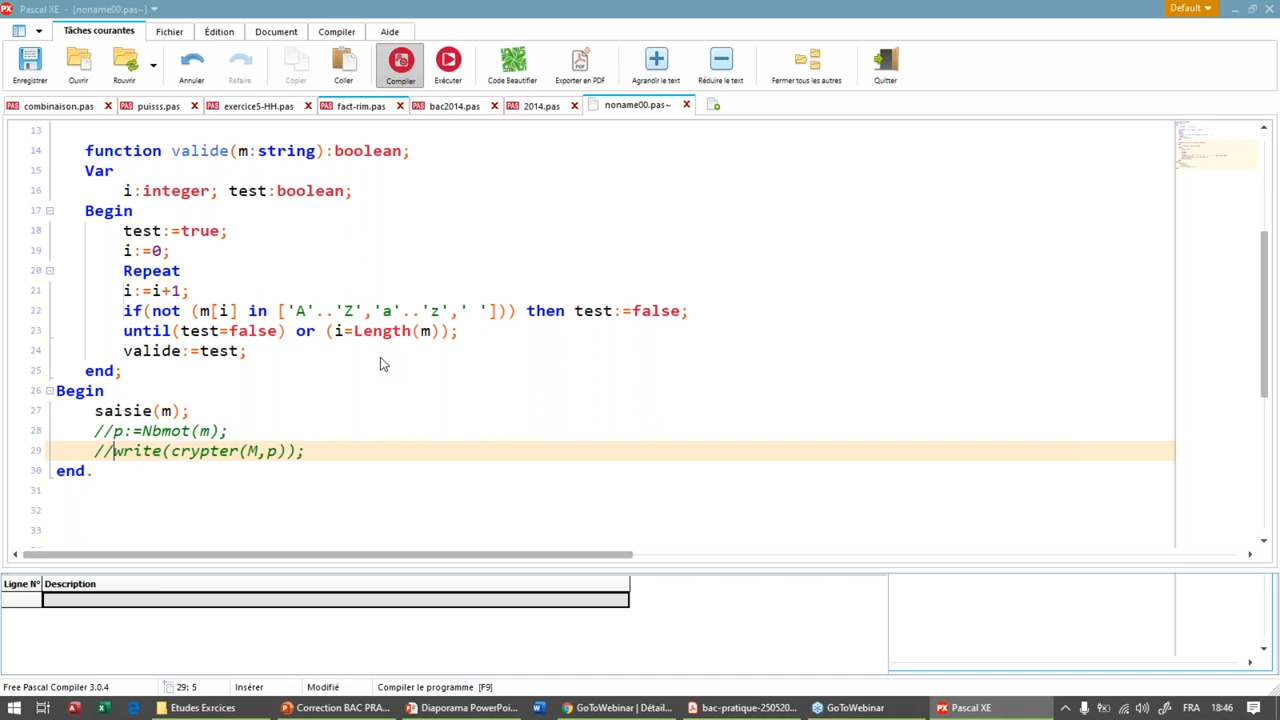 Pascal XE - [noname00.pas~]
Default
Tâches courantes Fichier Édition Document Compiler Aide
Enregistrer Ouvrir Rouvrir Annuler Refaire Copier Coller Compiler Exécuter Code Beautifier Exporter en PDF Agrandir le text Réduire le text Fermer tous les autres Quitter
combinaison.pas puisss.pas exercice5-HH.pas fact-rim.pas bac2014.pas 2014.pas noname00.pas~
13
14 function valide(m:string):boolean;
15 Var
16 i:integer; test:boolean;
17 Begin
18 test:=true;
19 i:=0;
20 Repeat
21 i:=i+1;
22 if(not (m[i] in ['A'..'Z','a'..'z',' '])) then test:=false;
23 until(test=false) or (i=Length(m));
24 valide:=test;
25 end;
26 Begin
27 saisie(m);
28 //p:=Nbmot(m);
29 //write(crypter(M,p));
30 end.
31
32
33
Ligne N° Description
Free Pascal Compiler 3.0.4 29: 5 Insérer Modifié Compiler le programme [F9]
Etudes Exrcices Correction BAC PRA... Diaporama PowerPoi... GoToWebinar | Détail... bac-pratique-250520... GoToWebinar Pascal XE FRA 18:46